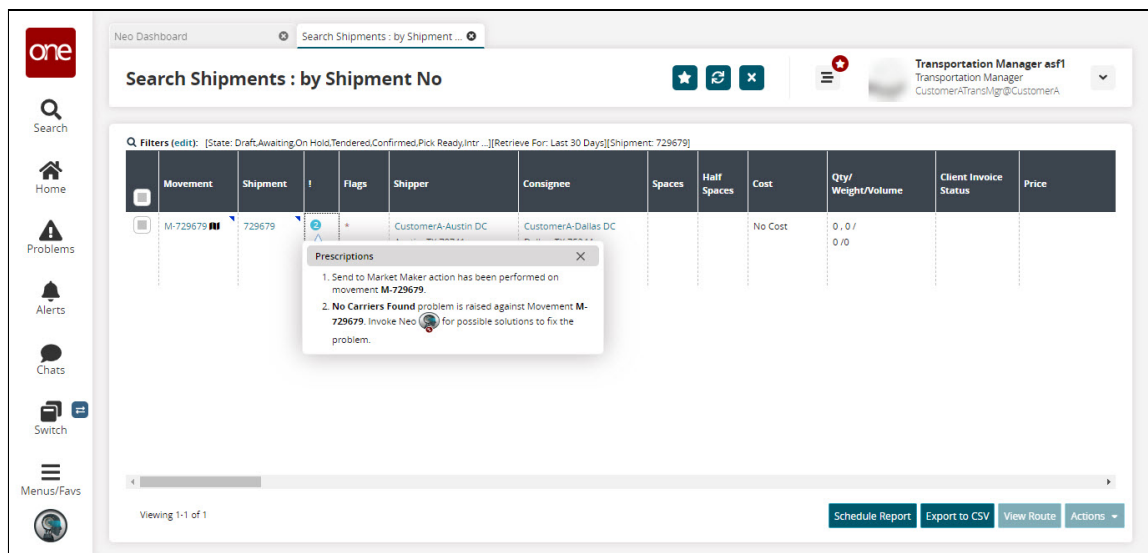 one
Neo Dashboard
Search Shipments : by Shipment ...
Search Shipments : by Shipment No
Transportation Manager asf1
Transportation Manager
CustomerATransMgr@CustomerA
Search
Home
Problems
Alerts
Chats
Switch
Menus/Favs
Filters (edit): [State: Draft,Awaiting,On Hold,Tendered,Confirmed,Pick Ready,Intr ...][Retrieve For: Last 30 Days][Shipment: 729679]
Movement Shipment ! Flags Shipper Consignee Spaces Half Spaces Cost Qty/ Weight/Volume Client Invoice Status Price
M-729679 729679 2 * CustomerA-Austin DC CustomerA-Dallas DC No Cost 0 , 0 /
0 /0
Prescriptions
1. Send to Market Maker action has been performed on
movement M-729679.
2. No Carriers Found problem is raised against Movement M-
729679. Invoke Neo for possible solutions to fix the
problem.
Viewing 1-1 of 1
Schedule Report Export to CSV View Route Actions